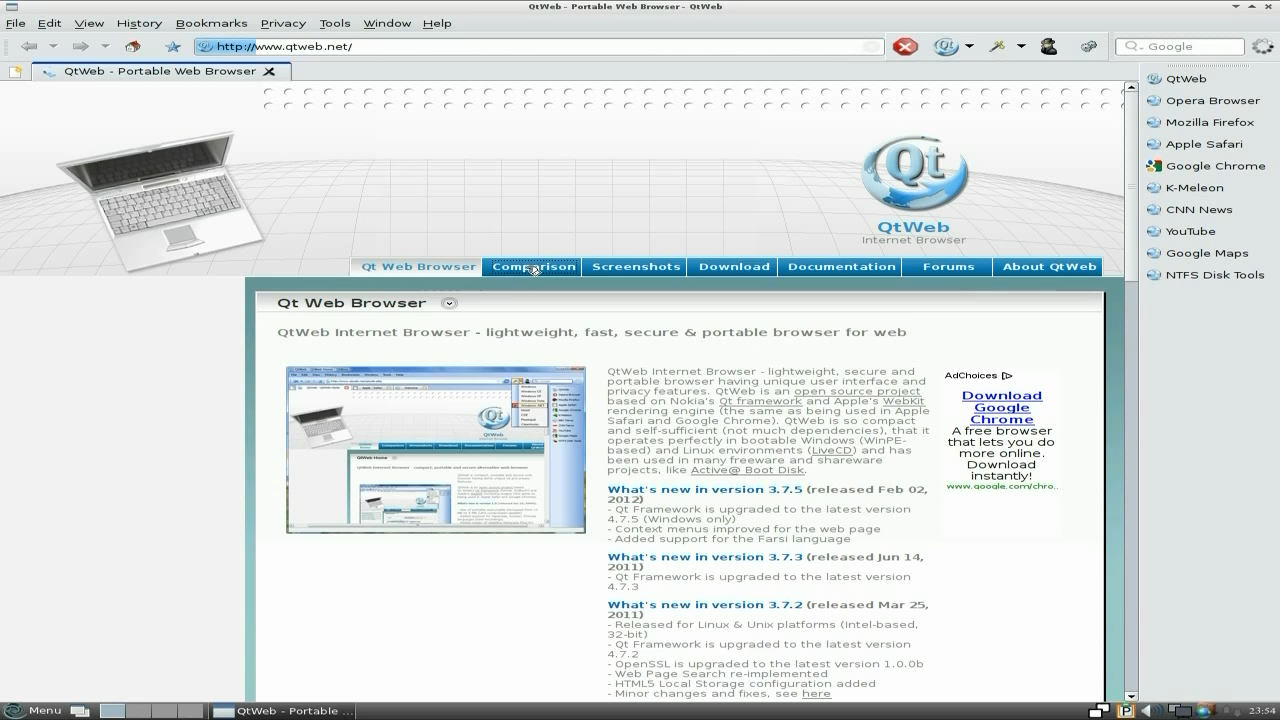 QtWeb - Portable Web Browser - QtWeb
File Edit View History Bookmarks Privacy Tools Window Help
http://www.qtweb.net/
Google
QtWeb - Portable Web Browser
QtWeb
Opera Browser
Mozilla Firefox
Apple Safari
Google Chrome
K-Meleon
CNN News
YouTube
Google Maps
NTFS Disk Tools
Qt
QtWeb
Internet Browser
Qt Web Browser Comparison Screenshots Download Documentation Forums About QtWeb
Qt Web Browser
QtWeb Internet Browser - lightweight, fast, secure & portable browser for web
QtWeb Internet Browser - lightweight, secure and
portable browser having unique user interface and
privacy features. QtWeb is an open source project
based on Nokia's Qt framework and Apple's WebKit
rendering engine (the same as being used in Apple
Safari and Google Chrome). QtWeb is so compact
and self-sufficient (not much dependencies), that it
operates perfectly in bootable Windows (WinPE-
based) and Linux environments (LiveCD) and has
been used in many freeware and shareware
projects, like Active@ Boot Disk.
What's new in version 3.7.5 (released Feb 02,
2012)
- Qt Framework is upgraded to the latest version
4.7.5 (Windows only)
- Context menus improved for the web page
- Added support for the Farsi language
What's new in version 3.7.3 (released Jun 14,
2011)
- Qt Framework is upgraded to the latest version
4.7.3
What's new in version 3.7.2 (released Mar 25,
2011)
- Released for Linux & Unix platforms (Intel-based,
32-bit)
- Qt Framework is upgraded to the latest version
4.7.2
- OpenSSL is upgraded to the latest version 1.0.0b
- Web Page Search re-implemented
- HTML5 Local Storage configuration added
- Minor changes and fixes, see here
AdChoices
Download
Google
Chrome
A free browser
that lets you do
more online.
Download
instantly!
www.google.com/chro..
Menu
QtWeb - Portable ...
23:54